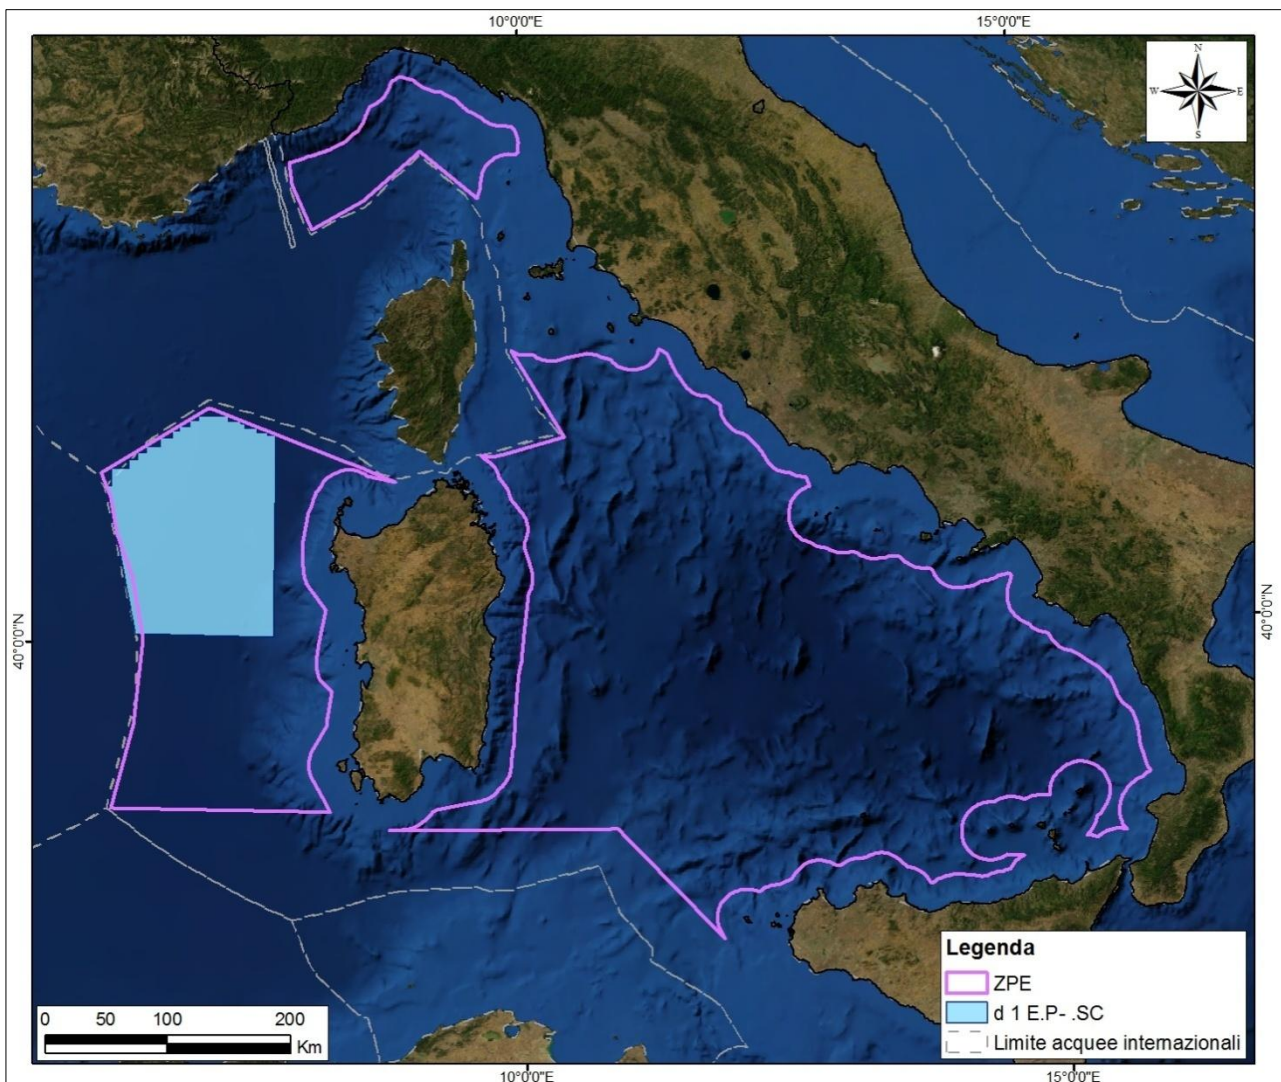 10°0'0"E
15°0'0"E
N
W
E
S
40°0'0"N
40°0'0"N
Legenda
ZPE
d 1 E.P- .SC
Limite acquee internazionali
0 50 100 200
Km
10°0'0"E
15°0'0"E